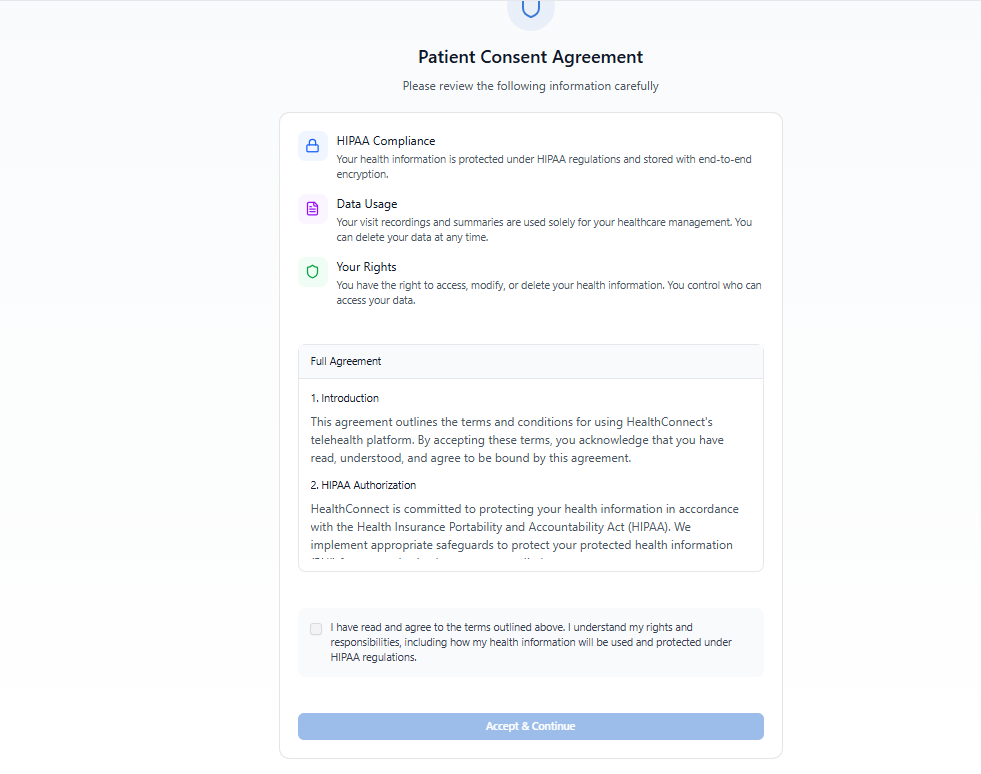 Patient Consent Agreement
Please review the following information carefully
HIPAA Compliance
Your health information is protected under HIPAA regulations and stored with end-to-end
encryption.
Data Usage
Your visit recordings and summaries are used solely for your healthcare management. You
can delete your data at any time.
Your Rights
You have the right to access, modify, or delete your health information. You control who can
access your data.
Full Agreement
1. Introduction
This agreement outlines the terms and conditions for using HealthConnect's
telehealth platform. By accepting these terms, you acknowledge that you have
read, understood, and agree to be bound by this agreement.
2. HIPAA Authorization
HealthConnect is committed to protecting your health information in accordance
with the Health Insurance Portability and Accountability Act (HIPAA). We
implement appropriate safeguards to protect your protected health information
I have read and agree to the terms outlined above. I understand my rights and
responsibilities, including how my health information will be used and protected under
HIPAA regulations.
Accept & Continue